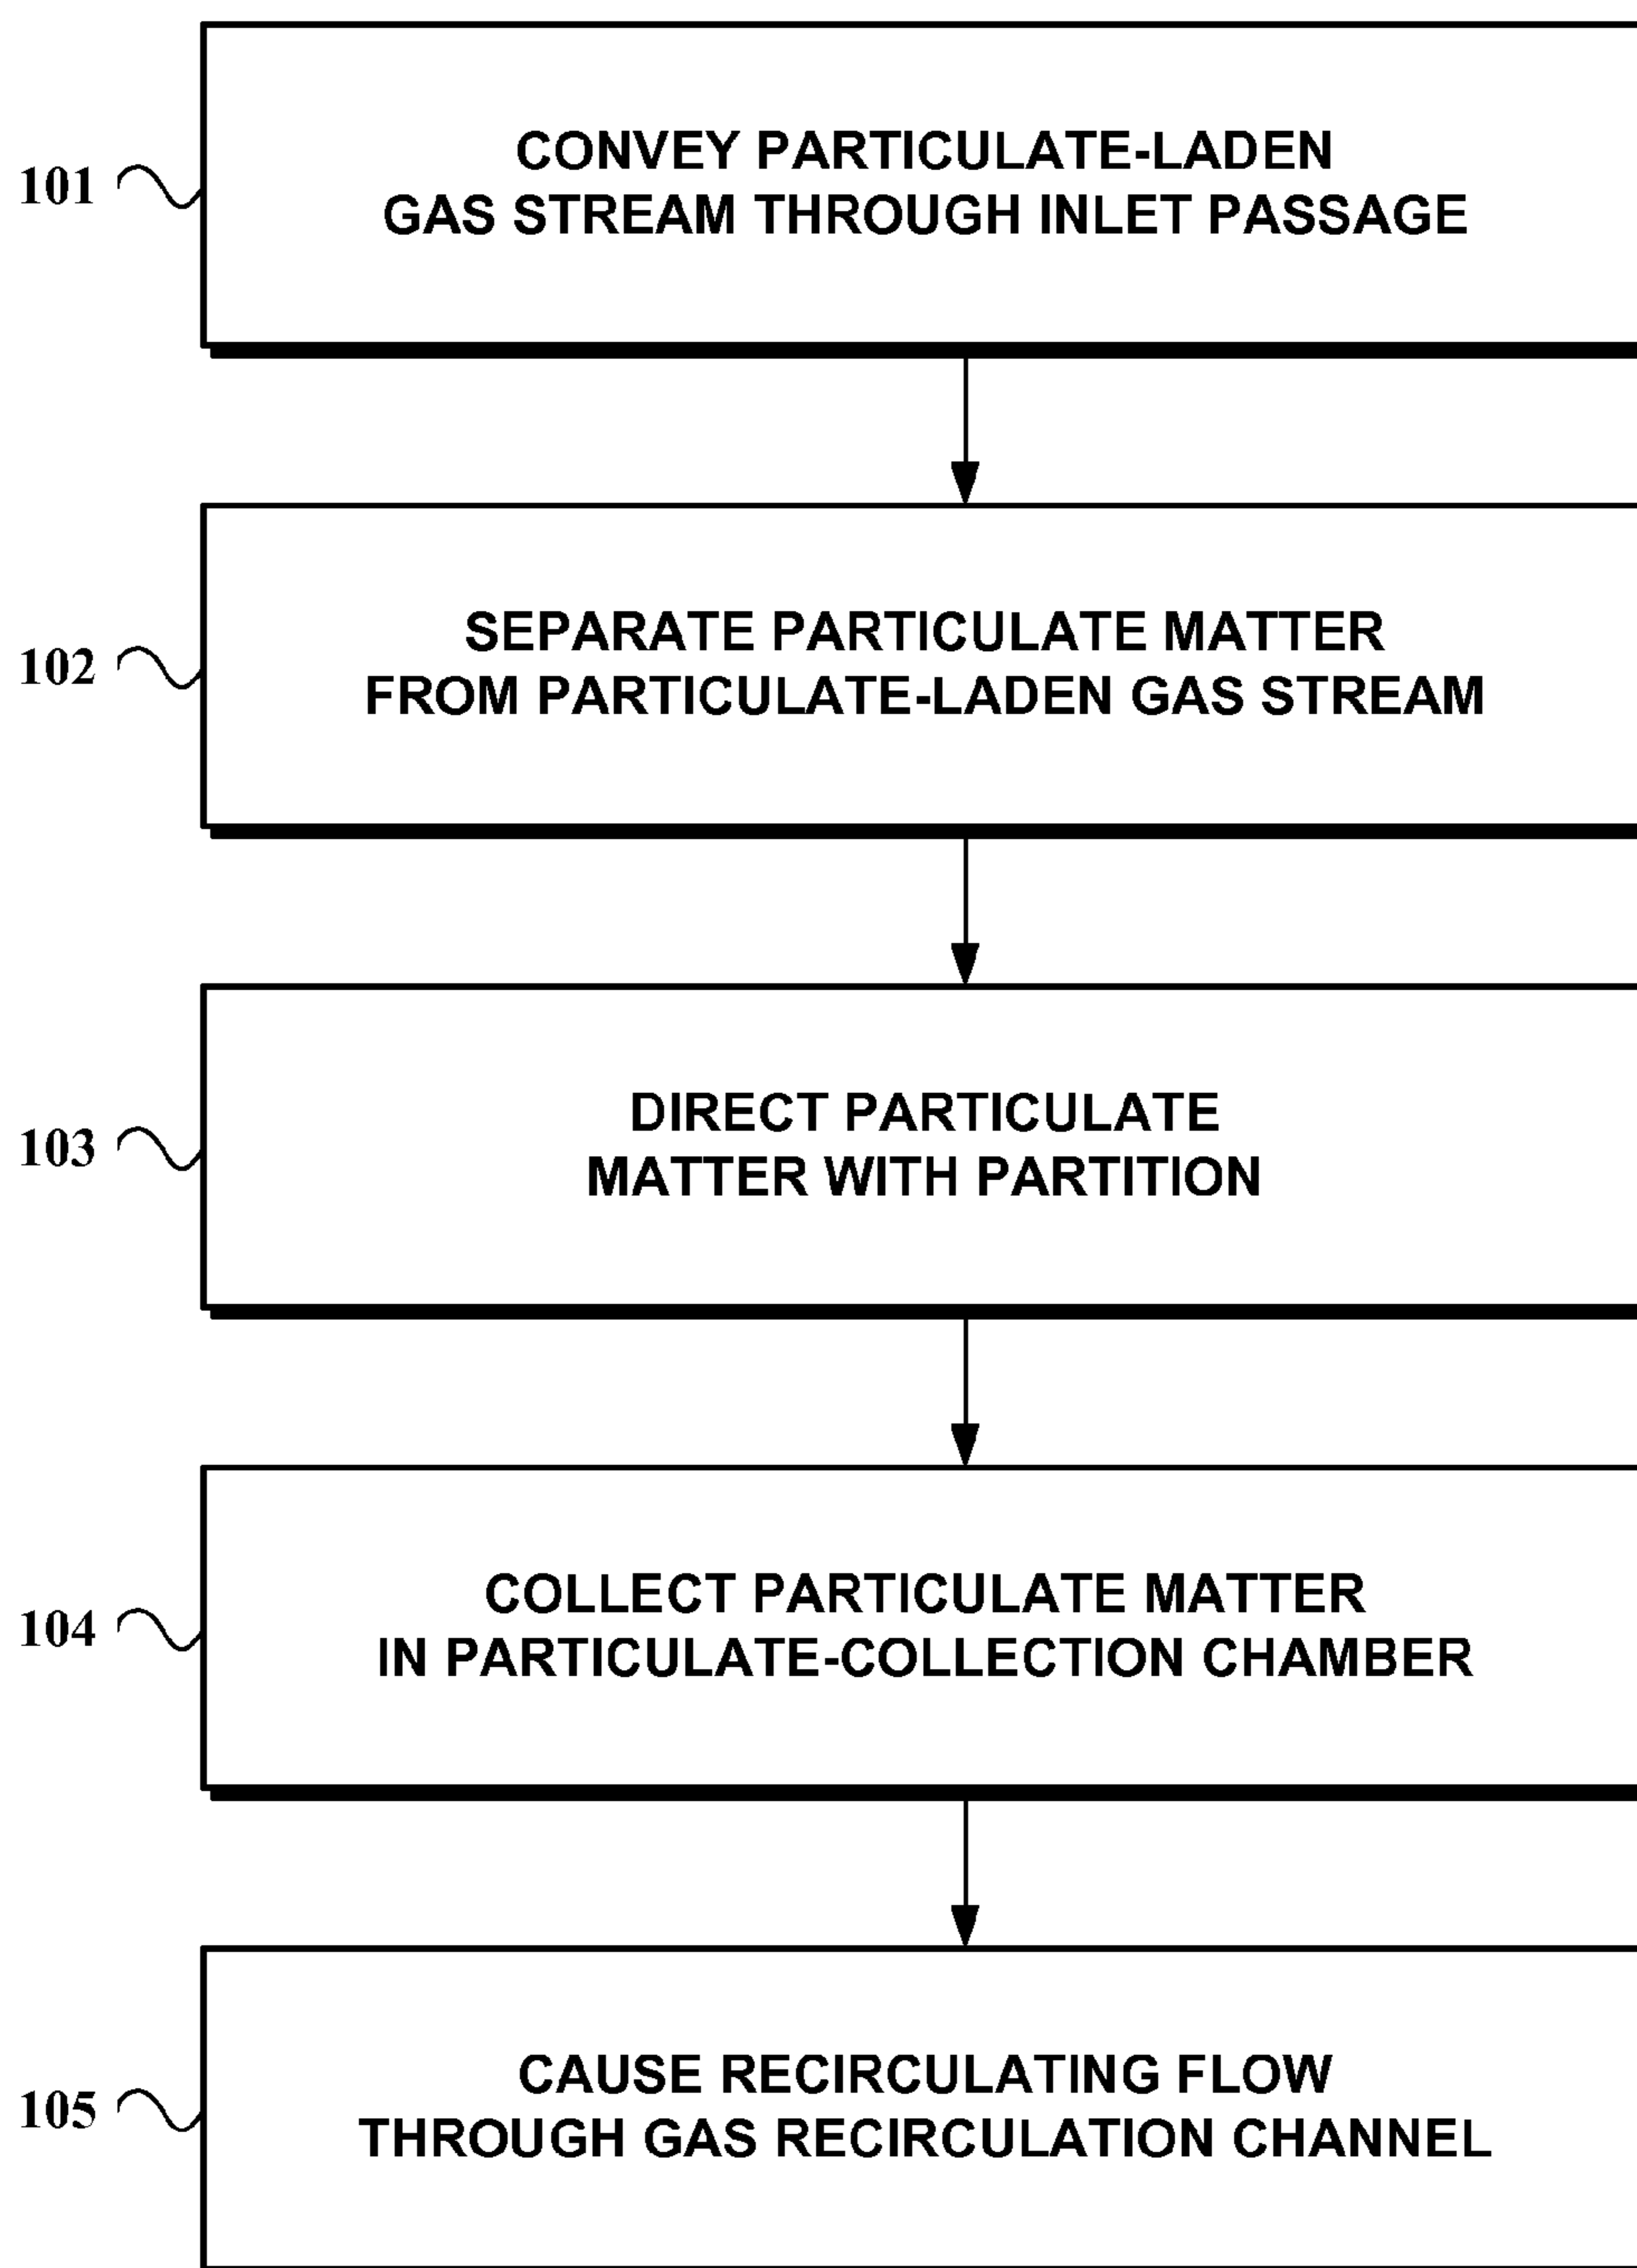 101
CONVEY PARTICULATE-LADEN
GAS STREAM THROUGH INLET PASSAGE
102
SEPARATE PARTICULATE MATTER
FROM PARTICULATE-LADEN GAS STREAM
103
DIRECT PARTICULATE
MATTER WITH PARTITION
104
COLLECT PARTICULATE MATTER
IN PARTICULATE-COLLECTION CHAMBER
105
CAUSE RECIRCULATING FLOW
THROUGH GAS RECIRCULATION CHANNEL